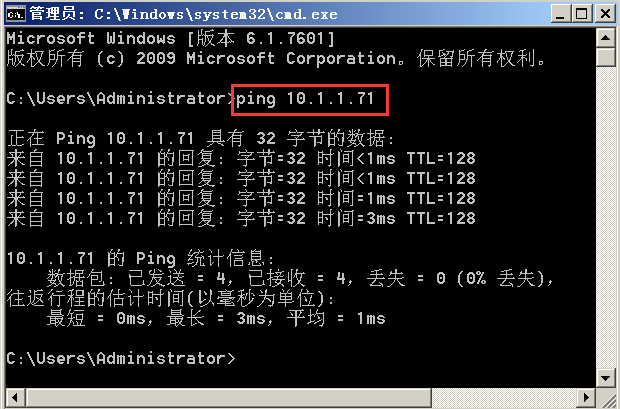 管理员: C:\Windows\system32\cmd.exe
Microsoft Windows [版本 6.1.7601]
版权所有 (c) 2009 Microsoft Corporation。保留所有权利。
C:\Users\Administrator>ping 10.1.1.71
正在 Ping 10.1.1.71 具有 32 字节的数据:
来自 10.1.1.71 的回复: 字节=32 时间<1ms TTL=128
来自 10.1.1.71 的回复: 字节=32 时间<1ms TTL=128
来自 10.1.1.71 的回复: 字节=32 时间=1ms TTL=128
来自 10.1.1.71 的回复: 字节=32 时间=3ms TTL=128
10.1.1.71 的 Ping 统计信息:
数据包: 已发送 = 4，已接收 = 4，丢失 = 0 (0% 丢失)，
往返行程的估计时间(以毫秒为单位):
最短 = 0ms，最长 = 3ms，平均 = 1ms
C:\Users\Administrator>